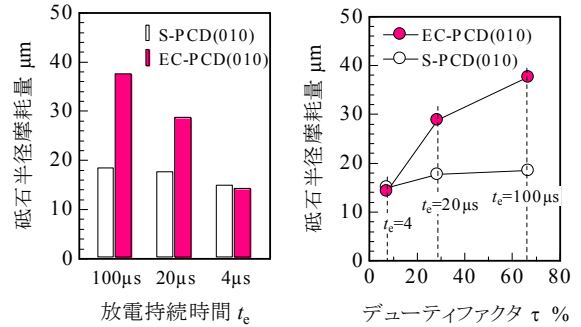 50
40
30
20
10
0
砥石半径摩耗量 μm
S-PCD(010)
EC-PCD(010)
100μs 20μs 4μs
放電持続時間 te
50
40
30
20
10
0
砥石半径摩耗量 μm
EC-PCD(010)
S-PCD(010)
te=4
te=20μs
te=100μs
0 20 40 60 80
デューティファクタ τ %